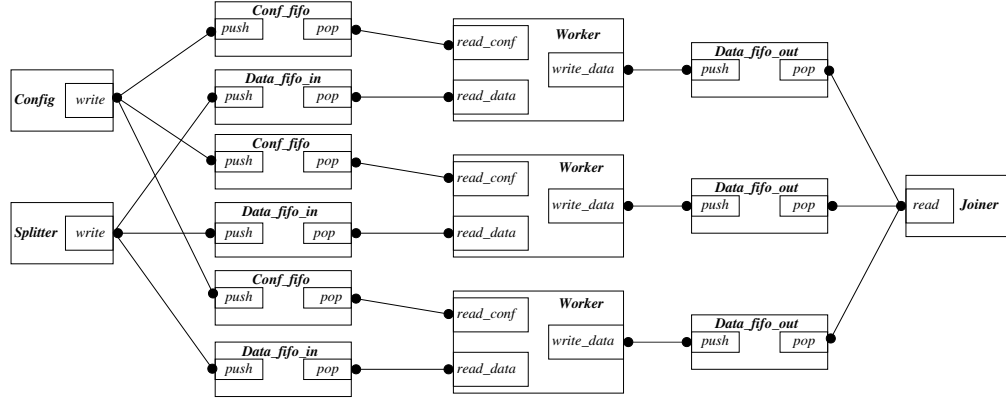 Conf_fifo
push pop
Worker
read_conf
write_data
read_data
Data_fifo_out
push pop
Data_fifo_in
push pop
Config write
Conf_fifo
push pop
Worker
read_conf
write_data
read_data
Data_fifo_out
push pop
read Joiner
Data_fifo_in
push pop
Splitter write
Conf_fifo
push pop
Worker
read_conf
write_data
read_data
Data_fifo_out
push pop
Data_fifo_in
push pop